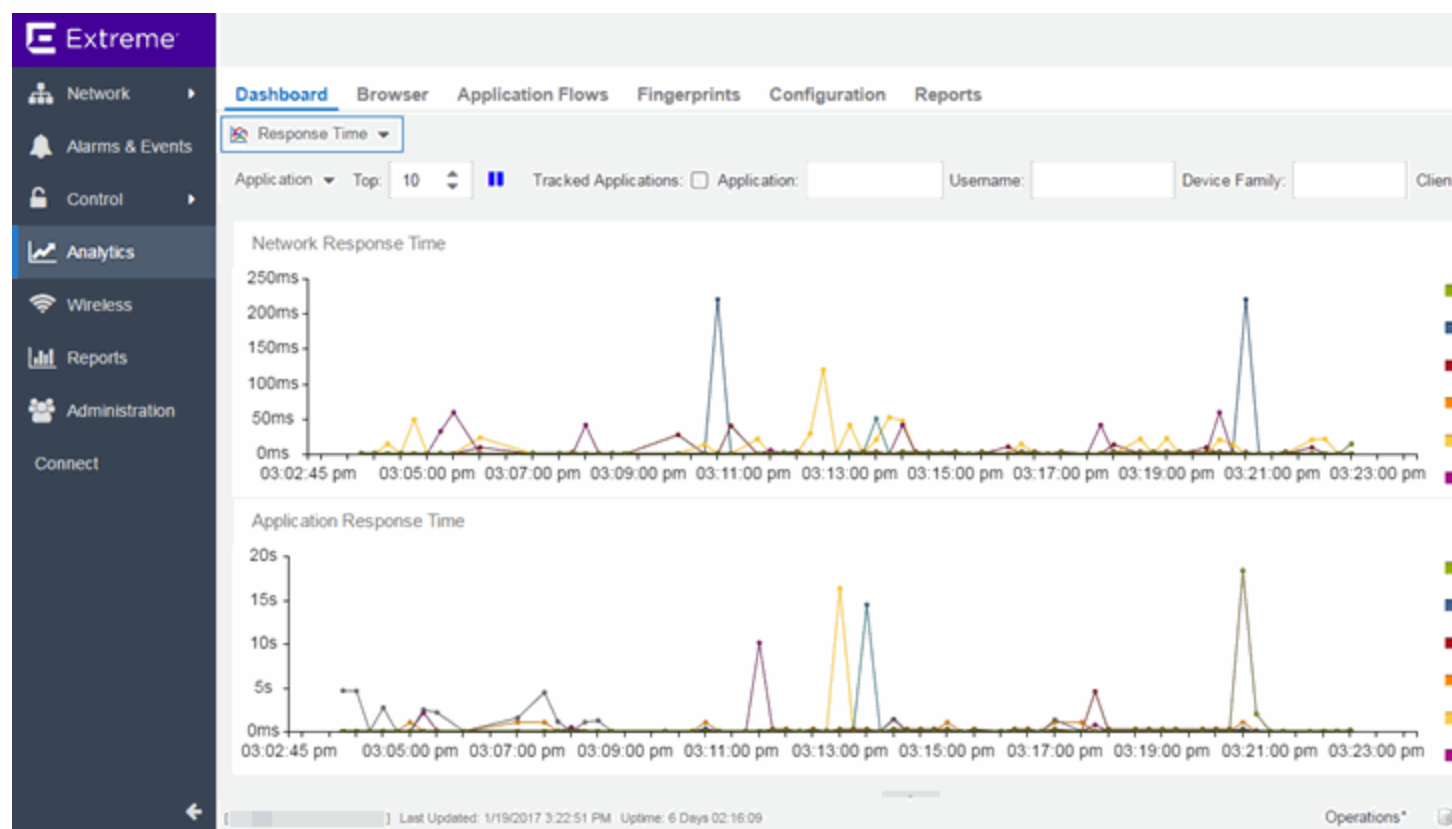 Extreme
Network
Alarms & Events
Control
Analytics
Wireless
Reports
Administration
Connect
Dashboard Browser Application Flows Fingerprints Configuration Reports
Response Time
Application Top: 10 Tracked Applications: Application: Username: Device Family: Clien
Network Response Time
250ms
200ms
150ms
100ms
50ms
0ms
03:02:45 pm 03:05:00 pm 03:07:00 pm 03:09:00 pm 03:11:00 pm 03:13:00 pm 03:15:00 pm 03:17:00 pm 03:19:00 pm 03:21:00 pm 03:23:00 pm
Application Response Time
20s
15s
10s
5s
0ms
03:02:45 pm 03:05:00 pm 03:07:00 pm 03:09:00 pm 03:11:00 pm 03:13:00 pm 03:15:00 pm 03:17:00 pm 03:19:00 pm 03:21:00 pm 03:23:00 pm
[ ] Last Updated: 1/19/2017 3:22:51 PM Uptime: 6 Days 02:16:09 Operations*